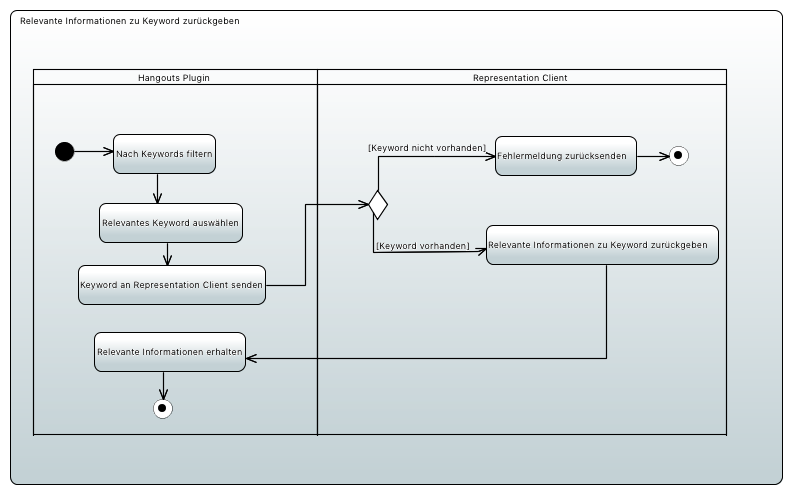 Relevante Informationen zu Keyword zurückgeben
Hangouts Plugin
Representation Client
Nach Keywords filtern
[Keyword nicht vorhanden]
Fehlermeldung zurücksenden
Relevantes Keyword auswählen
[Keyword vorhanden]
Relevante Informationen zu Keyword zurückgeben
Keyword an Representation Client senden
Relevante Informationen erhalten